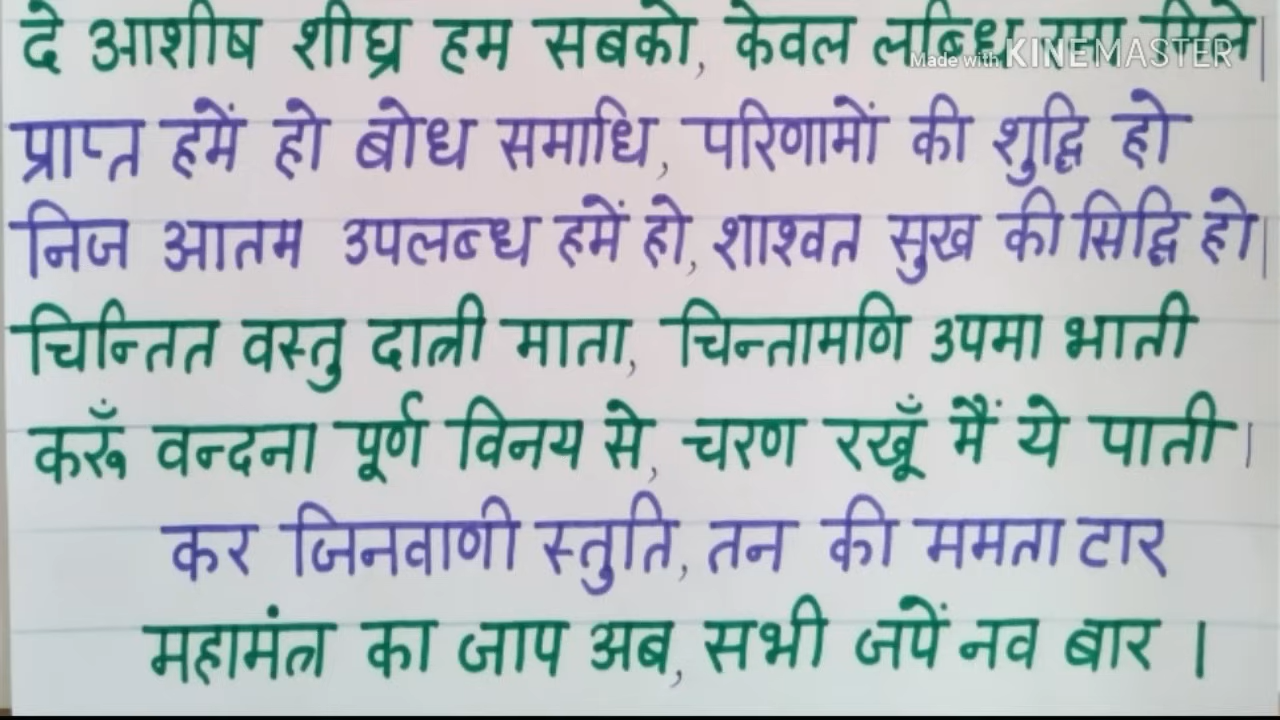 दे आशीष शीघ्र हम सबको, केवल लब्धि मिले।
Made with KINEMASTER
प्राप्त हमें हो बोध समाधि, परिणामों की शुद्धि हो
निज आतम उपलब्ध हमें हो, शाश्वत सुख की सिद्धि हो।
चिन्तित वस्तु दात्री माता, चिन्तामणि उपमा भाती
करूँ वन्दना पूर्ण विनय से, चरण रखूँ मैं ये पाती।
कर जिनवाणी स्तुति, तन की ममता टार
महामंत्र का जाप अब, सभी जपें नव बार ।